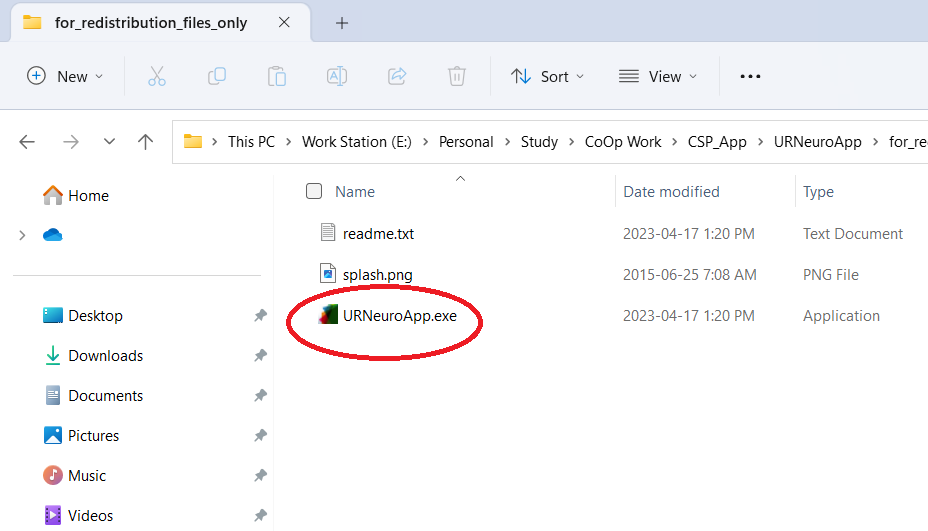 for_redistribution_files_only
New
A
Sort
View
This PC > Work Station (E:) > Personal > Study > CoOp Work > CSP_App > URNeuroApp > for_re
Home
Name Date modified Type
readme.txt 2023-04-17 1:20 PM Text Document
splash.png 2015-06-25 7:08 AM PNG File
URNeuroApp.exe 2023-04-17 1:20 PM Application
Desktop
Downloads
Documents
Pictures
Music
Videos